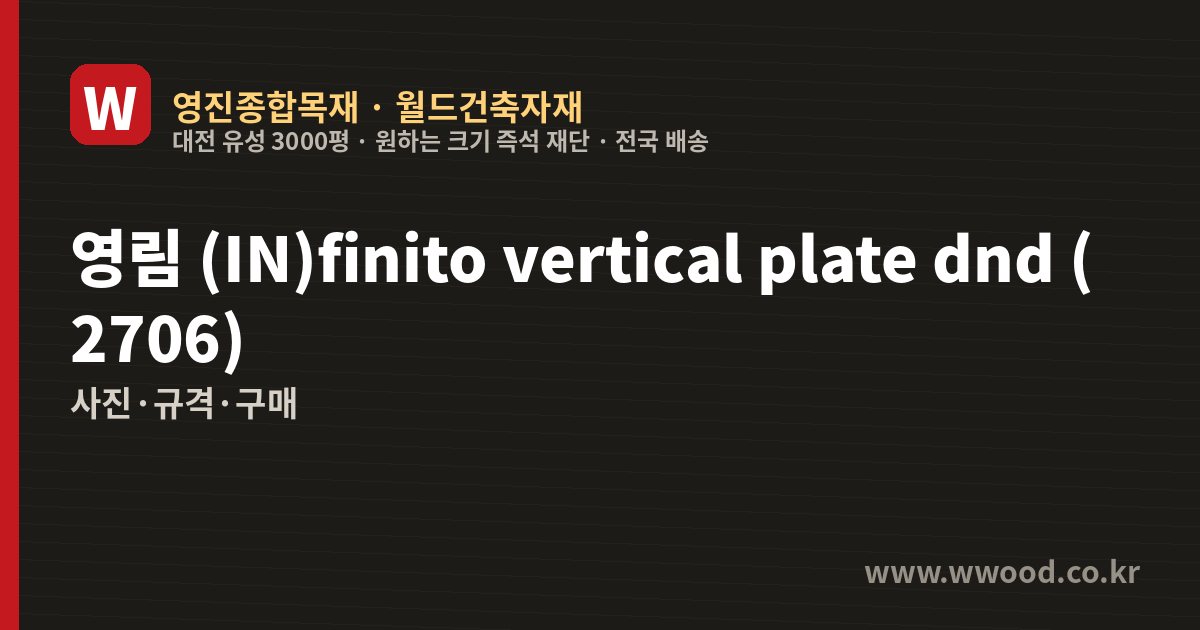 W
영진종합목재 · 월드건축자재
대전 유성 3000평 · 원하는 크기 즉석 재단 · 전국 배송
영림 (IN)finito vertical plate dnd (
2706)
사진·규격·구매
www.wwood.co.kr